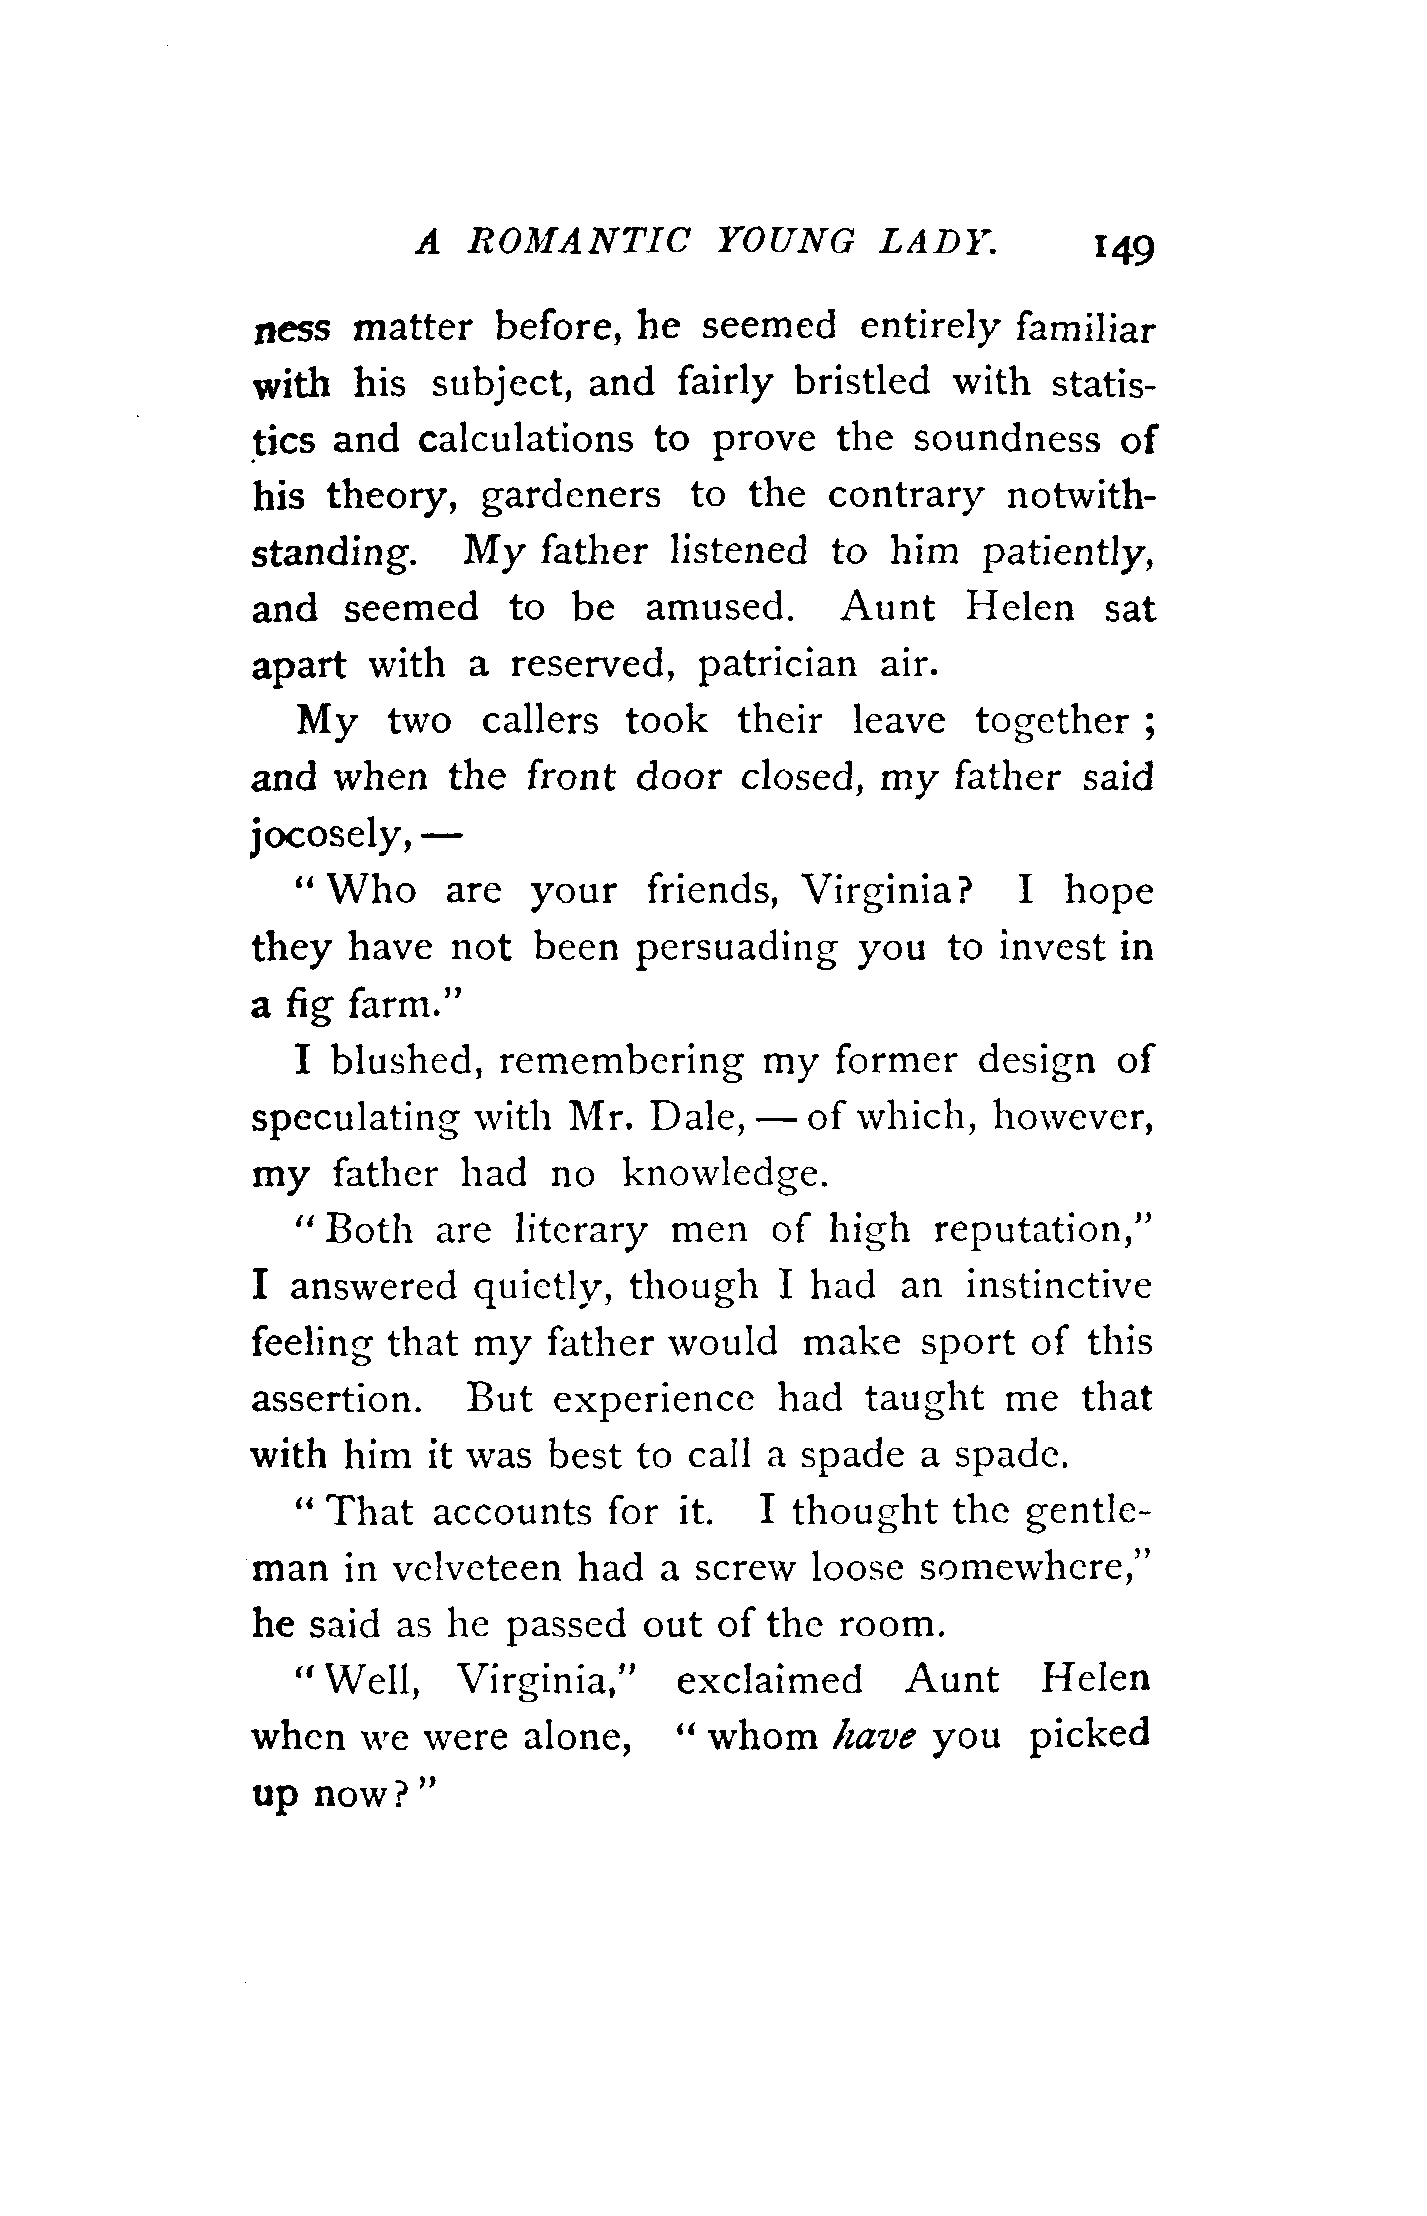 A ROMANTIC YOUNG LADY. 149
ness matter before, he seemed entirely familiar
with his subject, and fairly bristled with statis-
tics and calculations to prove the soundness of
his theory, gardeners to the contrary notwith-
standing. My father listened to him patiently,
and seemed to be amused. Aunt Helen sat
apart with a reserved, patrician air.
My two callers took their leave together ;
and when the front door closed, my father said
jocosely, —
" Who are your friends, Virginia? I hope
they have not been persuading you to invest in
a fig farm."
I blushed, remembering my former design of
speculating with Mr. Dale, — of which, however,
my father had no knowledge.
" Both are literary men of high reputation,"
I answered quietly, though I had an instinctive
feeling that my father would make sport of this
assertion. But experience had taught me that
with him it was best to call a spade a spade.
" That accounts for it. I thought the gentle-
man in velveteen had a screw loose somewhere,"
he said as he passed out of the room.
" Well, Virginia," exclaimed Aunt Helen
when we were alone, " whom have you picked
up now? "